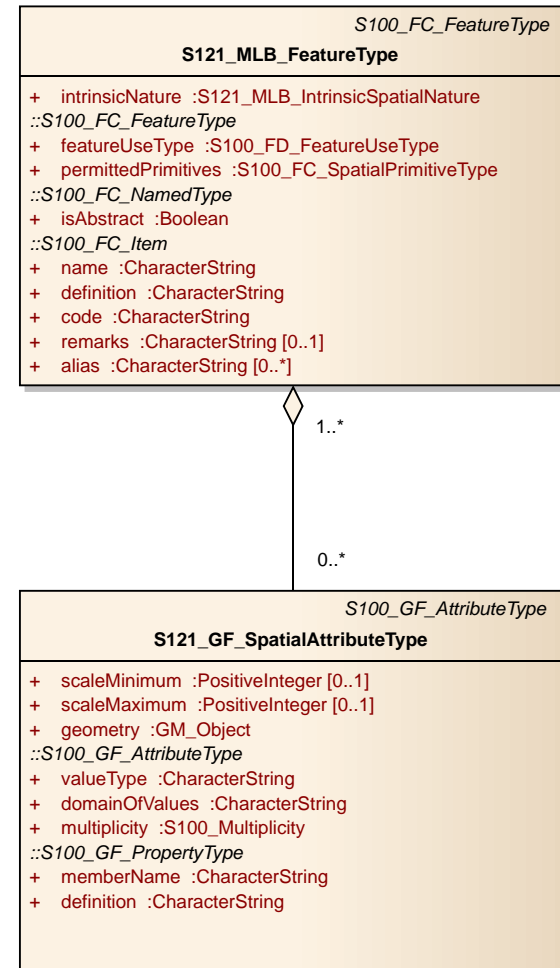 S100_FC_FeatureType
S121_MLB_FeatureType
+ intrinsicNature :S121_MLB_IntrinsicSpatialNature
::S100_FC_FeatureType
+ featureUseType :S100_FD_FeatureUseType
+ permittedPrimitives :S100_FC_SpatialPrimitiveType
::S100_FC_NamedType
+ isAbstract :Boolean
::S100_FC_Item
+ name :CharacterString
+ definition :CharacterString
+ code :CharacterString
+ remarks :CharacterString [0..1]
+ alias :CharacterString [0..*]
1..*
0..*
S100_GF_AttributeType
S121_GF_SpatialAttributeType
+ scaleMinimum :PositiveInteger [0..1]
+ scaleMaximum :PositiveInteger [0..1]
+ geometry :GM_Object
::S100_GF_AttributeType
+ valueType :CharacterString
+ domainOfValues :CharacterString
+ multiplicity :S100_Multiplicity
::S100_GF_PropertyType
+ memberName :CharacterString
+ definition :CharacterString